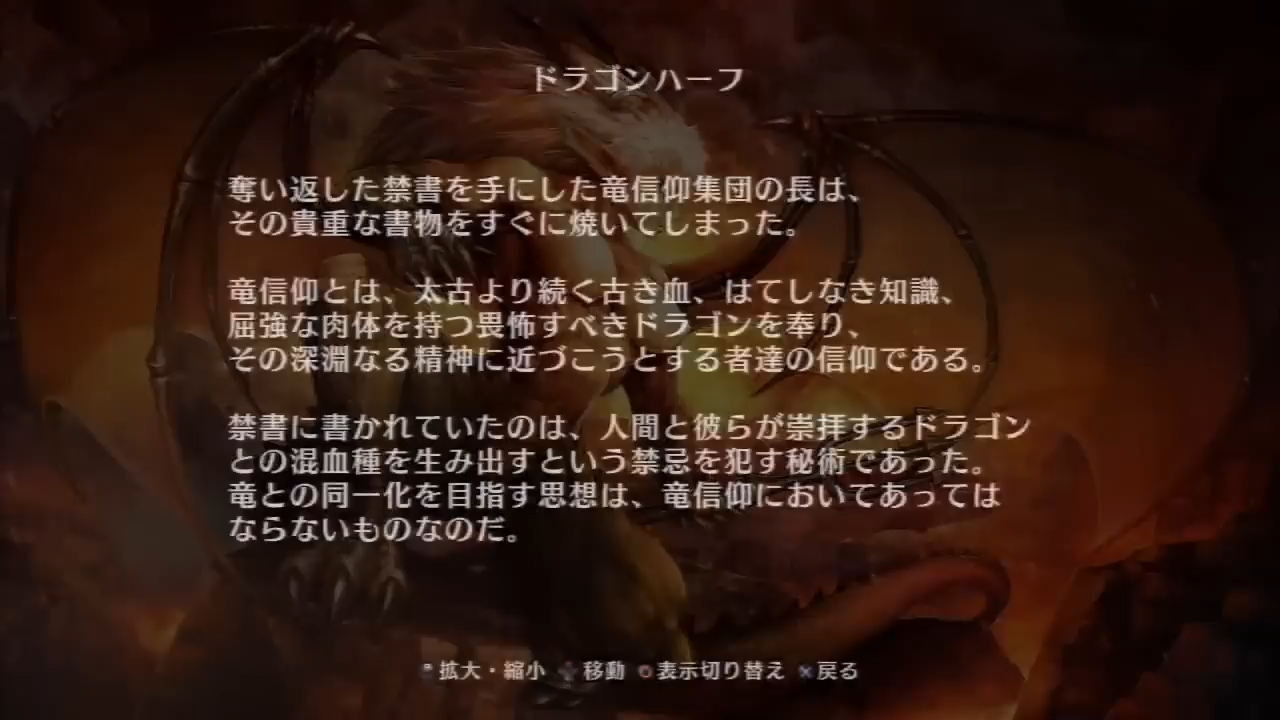 ドラゴンハーフ
奪い返した禁書を手にした竜信仰集団の長は、
その貴重な書物をすぐに焼いてしまった。
竜信仰とは、太古より続く古き血、はてしなき知識、
屈強な肉体を持つ畏怖すべきドラゴンを奉り、
その深淵なる精神に近づこうとする者達の信仰である。
禁書に書かれていたのは、人間と彼らが崇拝するドラゴン
との混血種を生み出すという禁忌を犯す秘術であった。
竜との同一化を目指す思想は、竜信仰においてあっては
ならないものなのだ。
拡大・縮小 移動 表示切り替え 戻る